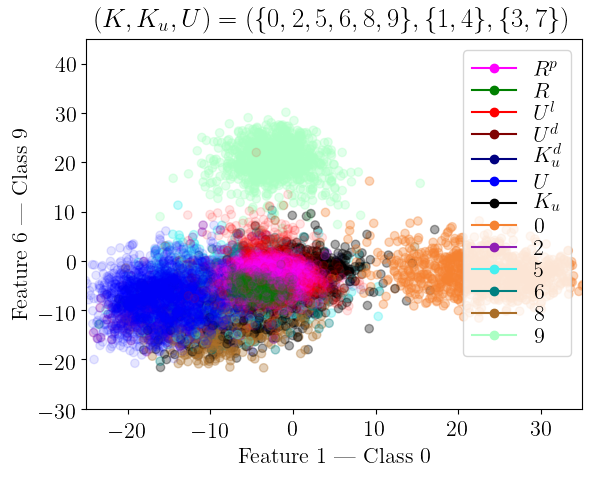 (K, K_u, U) = ({0, 2, 5, 6, 8, 9}, {1, 4}, {3, 7})
Feature 6 — Class 9
40
30
20
10
0
−10
−20
−30
−20
−10
0
10
20
30
Feature 1 — Class 0
R^p
R
U^l
U^d
K_u^d
U
K_u
0
2
5
6
8
9